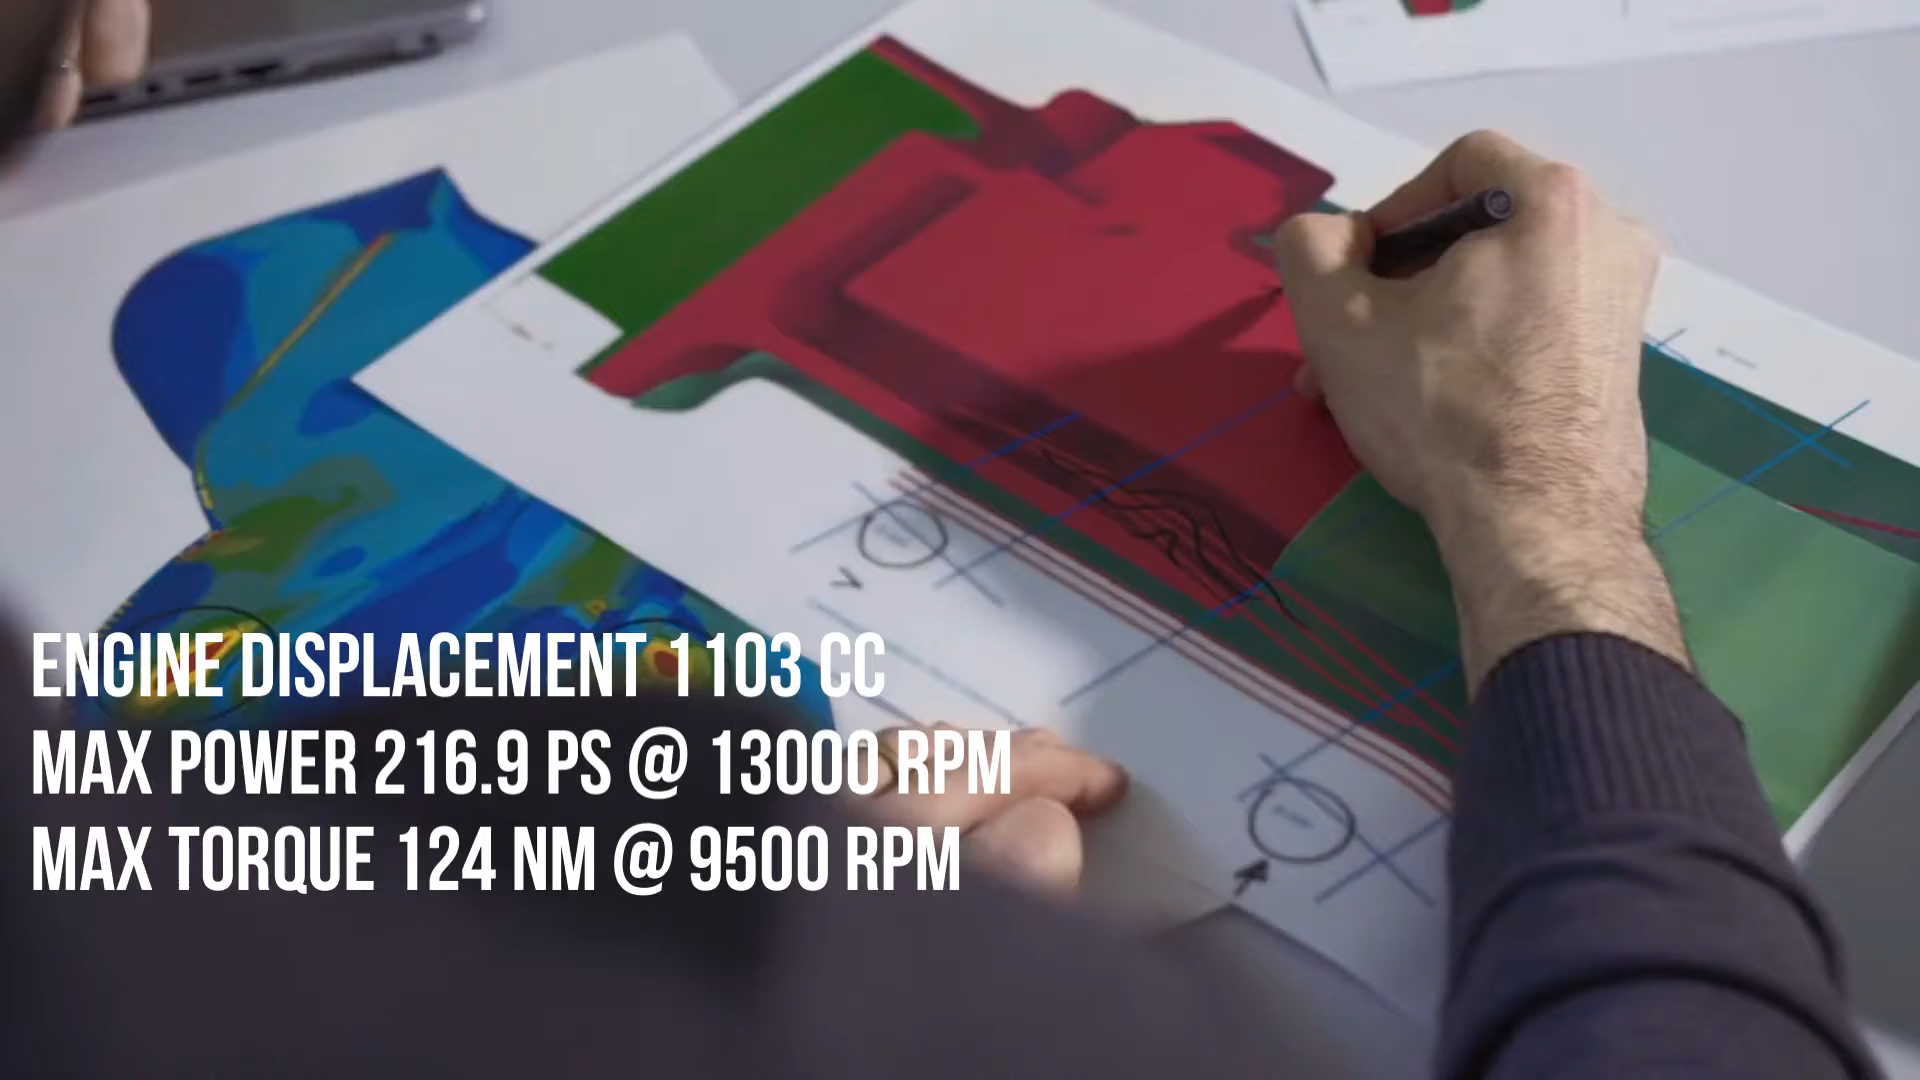 ENGINE DISPLACEMENT 1103 CC
MAX POWER 216.9 PS @ 13000 RPM
MAX TORQUE 124 NM @ 9500 RPM